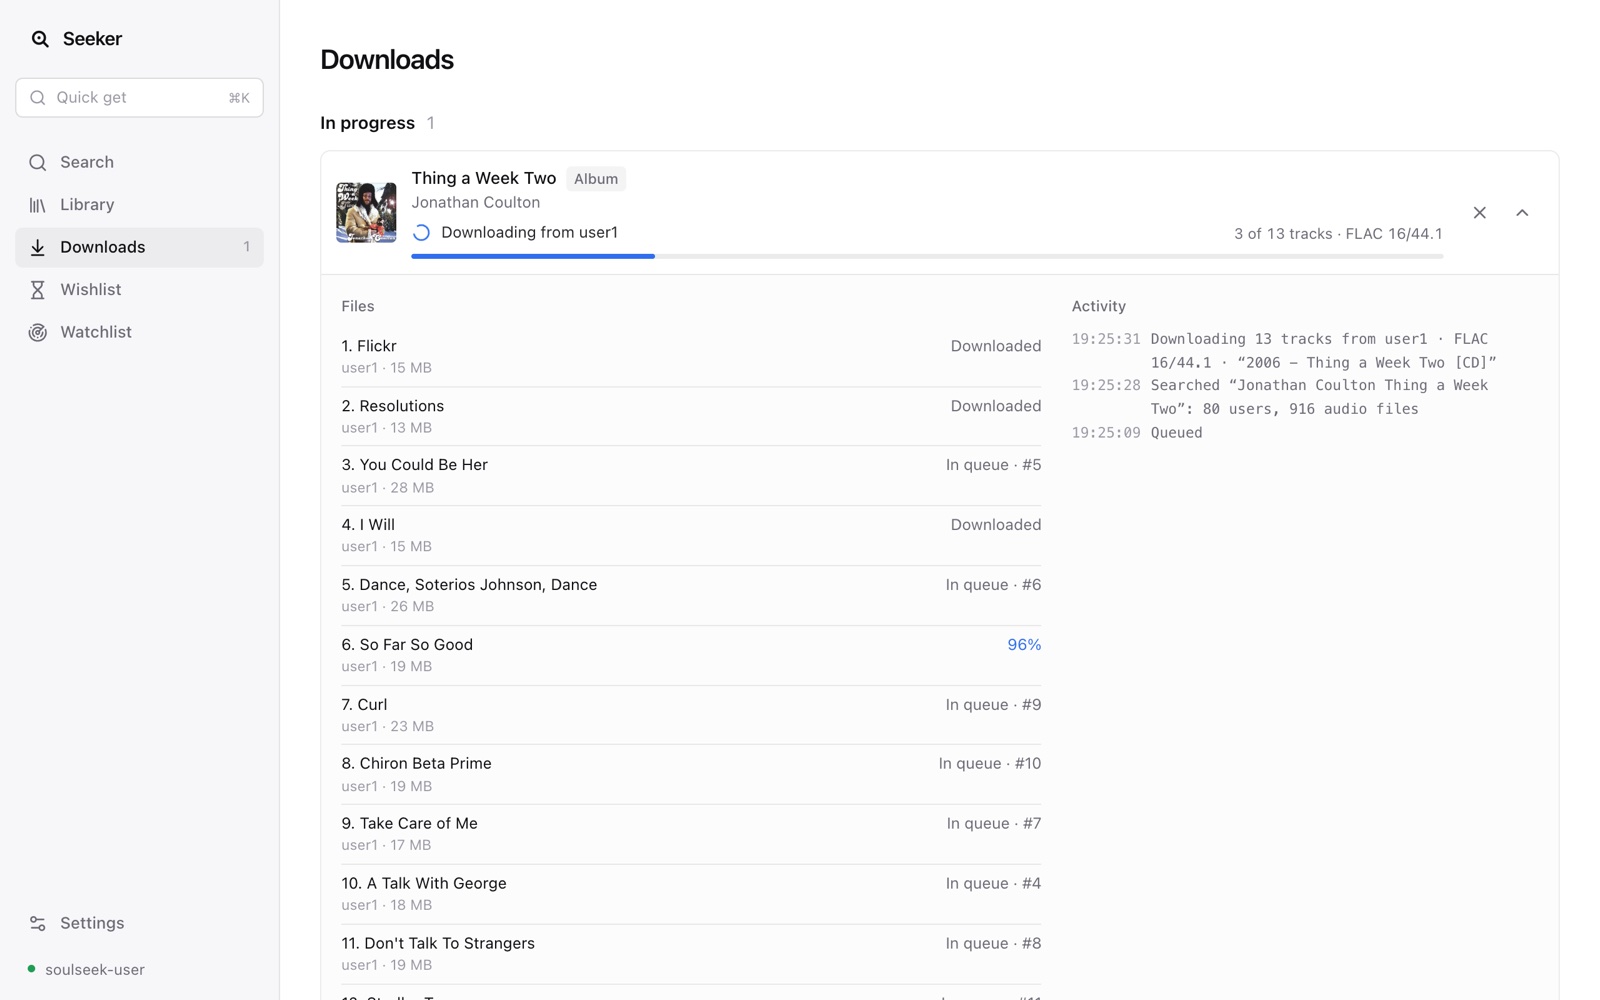 Seeker
Quick get ⌘K
Search
Library
Downloads 1
Wishlist
Watchlist
Settings
soulseek-user
Downloads
In progress 1
Thing a Week Two Album
Jonathan Coulton
Downloading from user1
3 of 13 tracks · FLAC 16/44.1
Files
1. Flickr Downloaded
user1 · 15 MB
2. Resolutions Downloaded
user1 · 13 MB
3. You Could Be Her In queue · #5
user1 · 28 MB
4. I Will Downloaded
user1 · 15 MB
5. Dance, Soterios Johnson, Dance In queue · #6
user1 · 26 MB
6. So Far So Good 96%
user1 · 19 MB
7. Curl In queue · #9
user1 · 23 MB
8. Chiron Beta Prime In queue · #10
user1 · 19 MB
9. Take Care of Me In queue · #7
user1 · 17 MB
10. A Talk With George In queue · #4
user1 · 18 MB
11. Don't Talk To Strangers In queue · #8
user1 · 19 MB
Activity
19:25:31 Downloading 13 tracks from user1 · FLAC
16/44.1 · “2006 – Thing a Week Two [CD]”
19:25:28 Searched “Jonathan Coulton Thing a Week
Two”: 80 users, 916 audio files
19:25:09 Queued